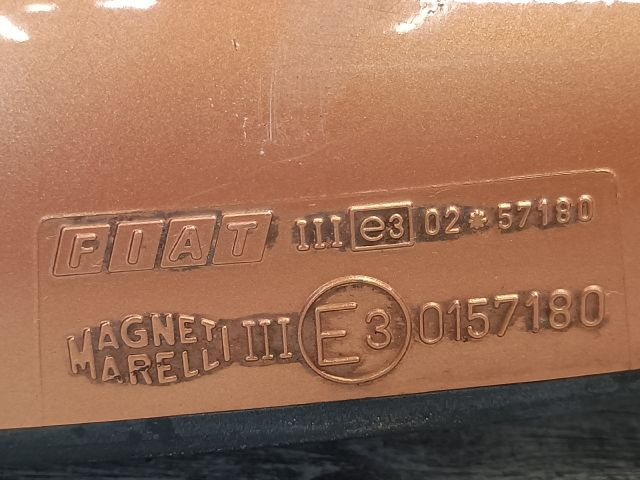 FIAT III e3 02*57180
MAGNETI MARELLI III E3 0157180